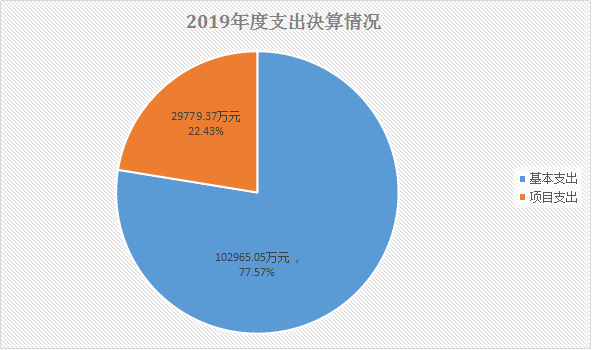 2019年度支出决算情况
29779.37万元
22.43%
102965.05万元 ,
77.57%
基本支出
项目支出